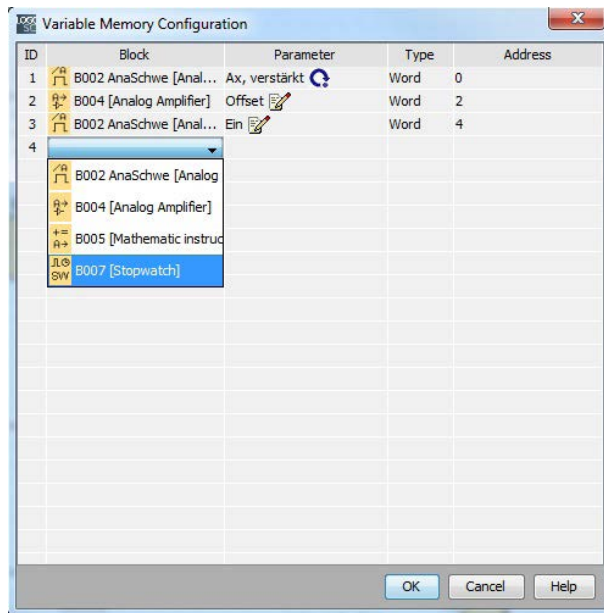 Variable Memory Configuration
ID Block Parameter Type Address
1 B002 AnaSchwe [Anal... Ax, verstärkt Word 0
2 B004 [Analog Amplifier] Offset Word 2
3 B002 AnaSchwe [Anal... Ein Word 4
4
B002 AnaSchwe [Analog
B004 [Analog Amplifier]
B005 [Mathematic instruc
B007 [Stopwatch]
OK Cancel Help